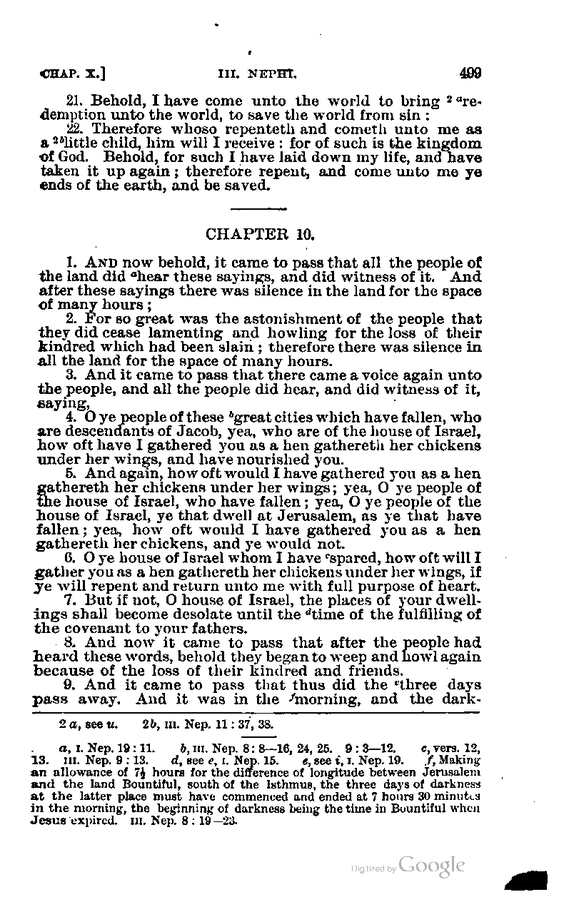 CHAP. X.] III. NEPHI. 499
21. Behold, I have come unto the world to bring 2 a re-
demption unto the world, to save the world from sin :
22. Therefore whoso repenteth and cometh unto me as
a 2b little child, him will I receive : for of such is the kingdom
of God. Behold, for such I have laid down my life, and have
taken it up again ; therefore repent, and come unto me ye
ends of the earth, and be saved.
CHAPTER 10.
1. AND now behold, it came to pass that all the people of
the land did a hear these sayings, and did witness of it. And
after these sayings there was silence in the land for the space
of many hours ;
2. For so great was the astonishment of the people that
they did cease lamenting and howling for the loss of their
kindred which had been slain ; therefore there was silence in
all the land for the space of many hours.
3. And it came to pass that there came a voice again unto
the people, and all the people did hear, and did witness of it,
saying,
4. O ye people of these b great cities which have fallen, who
are descendants of Jacob, yea, who are of the house of Israel,
how oft have I gathered you as a hen gathereth her chickens
under her wings, and have nourished you.
5. And again, how oft would I have gathered you as a hen
gathereth her chickens under her wings ; yea, O ye people of
the house of Israel, who have fallen ; yea, O ye people of the
house of Israel, ye that dwell at Jerusalem, as ye that have
fallen ; yea, how oft would I have gathered you as a hen
gathereth her chickens, and ye would not.
6. O ye house of Israel whom I have c spared, how oft will I
gather you as a hen gathereth her chickens under her wings, if
ye will repent and return unto me with full purpose of heart.
7. But if not, O house of Israel, the places of your dwell-
ings shall become desolate until the d time of the fulfilling of
the covenant to your fathers.
8. And now it came to pass that after the people had
heard these words, behold they began to weep and howl again
because of the loss of their kindred and friends.
9. And it came to pass that thus did the e three days
pass away. And it was in the f morning, and the dark-
2 a, see u. 2b, III. Nep. 11 : 37, 38.
a, I. Nep. 19 : 11. b, III. Nep. 8 : 8—16, 24, 25. 9 : 3—12. c, vers. 12,
13. III. Nep. 9 : 13. d, see e, I. Nep. 15. e, see i, I. Nep. 19. f, Making
an allowance of 7½ hours for the difference of longitude between Jerusalem
and the land Bountiful, south of the Isthmus, the three days of darkness
at the latter place must have commenced and ended at 7 hours 30 minutes
in the morning, the beginning of darkness being the time in Bountiful when
Jesus expired. III. Nep. 8 : 19—23.
Digitized by Google